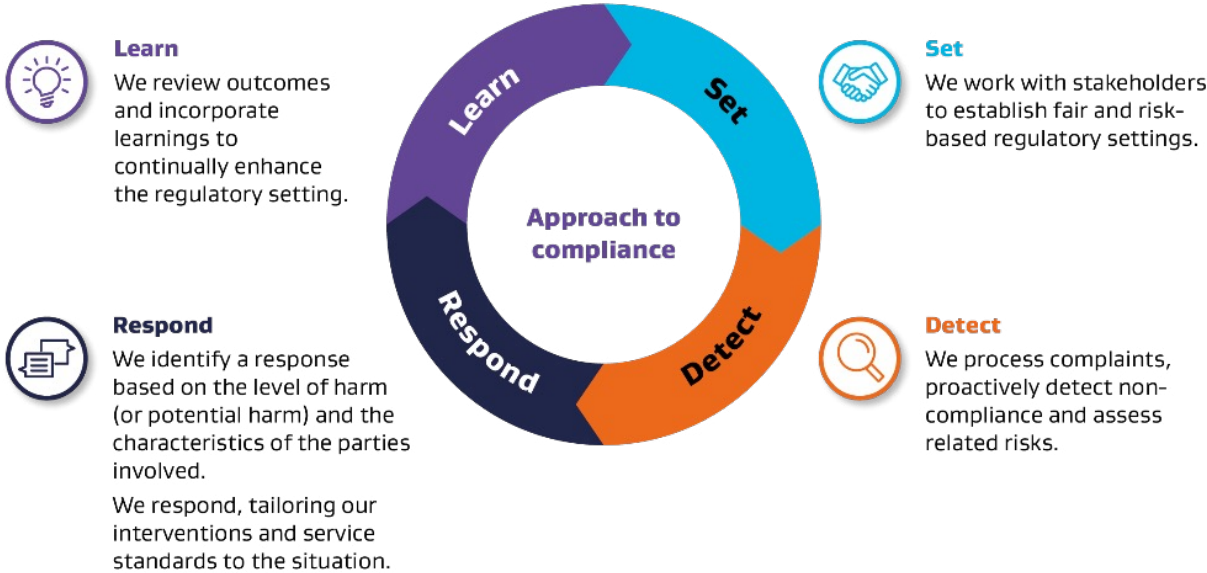 Learn
We review outcomes
and incorporate
learnings to
continually enhance
the regulatory setting.
Respond
We identify a response
based on the level of harm
(or potential harm) and the
characteristics of the parties
involved.
We respond, tailoring our
interventions and service
standards to the situation.
Learn
Set
Respond
Detect
Approach to
compliance
Set
We work with stakeholders
to establish fair and risk-
based regulatory settings.
Detect
We process complaints,
proactively detect non-
compliance and assess
related risks.